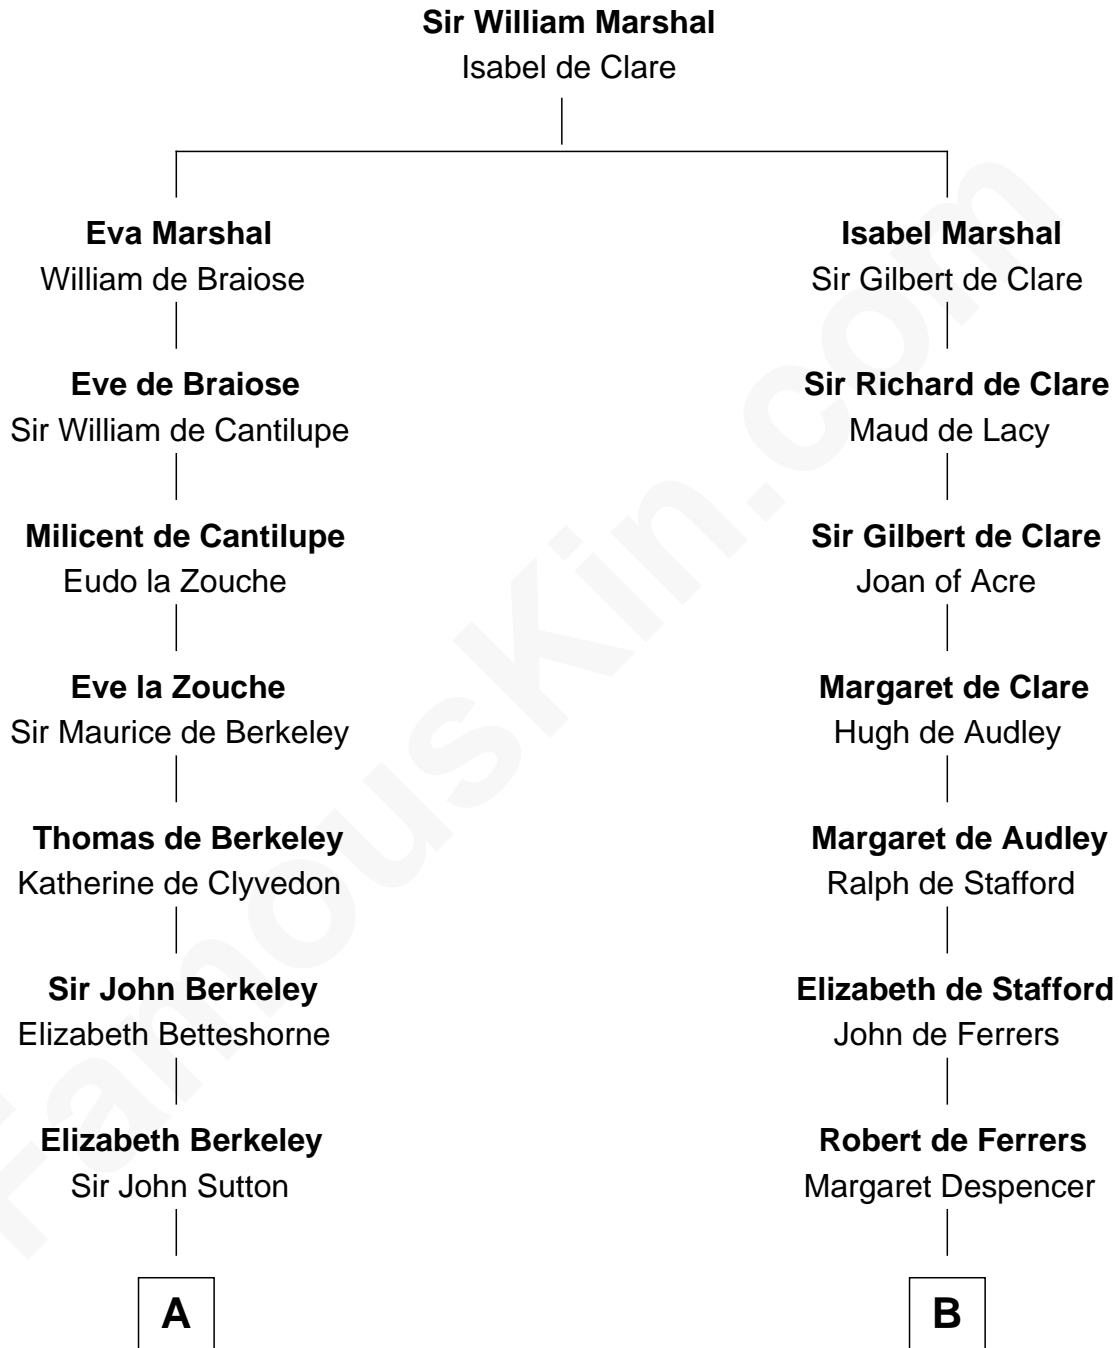 Sir William Marshal
Isabel de Clare
Eva Marshal
William de Braiose
Isabel Marshal
Sir Gilbert de Clare
Eve de Braiose
Sir William de Cantilupe
Sir Richard de Clare
Maud de Lacy
Milicent de Cantilupe
Eudo la Zouche
Sir Gilbert de Clare
Joan of Acre
Eve la Zouche
Sir Maurice de Berkeley
Margaret de Clare
Hugh de Audley
Thomas de Berkeley
Katherine de Clyvedon
Margaret de Audley
Ralph de Stafford
Sir John Berkeley
Elizabeth Betteshorne
Elizabeth de Stafford
John de Ferrers
Elizabeth Berkeley
Sir John Sutton
Robert de Ferrers
Margaret Despencer
A
B
FamousKin.com